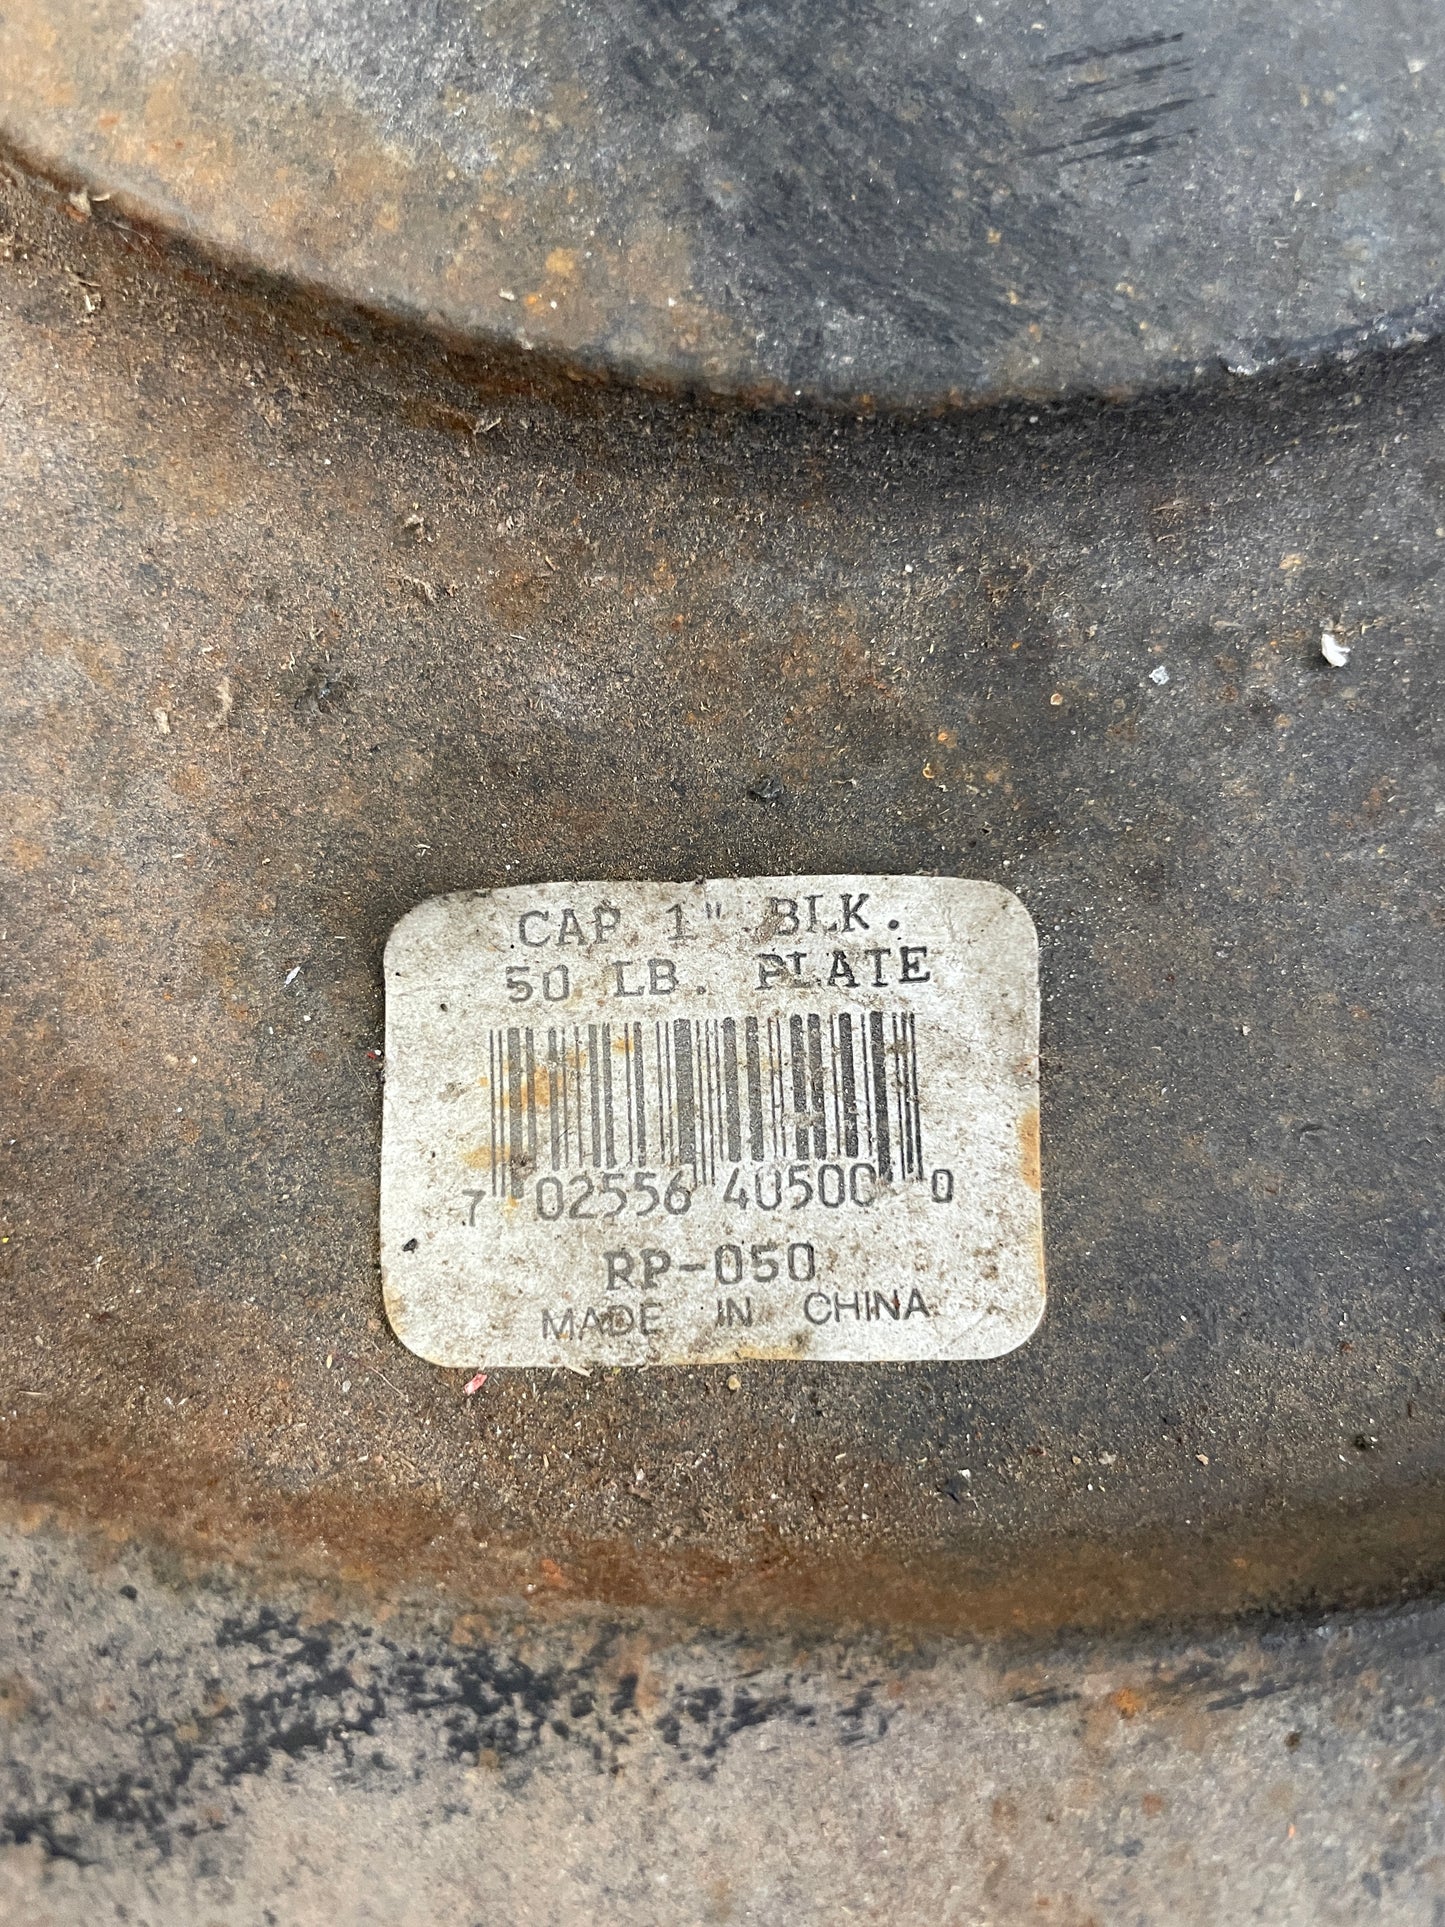 CAP 1" BLK.
50 LB. PLATE
7 02556 40500 0
RP-050
MADE IN CHINA